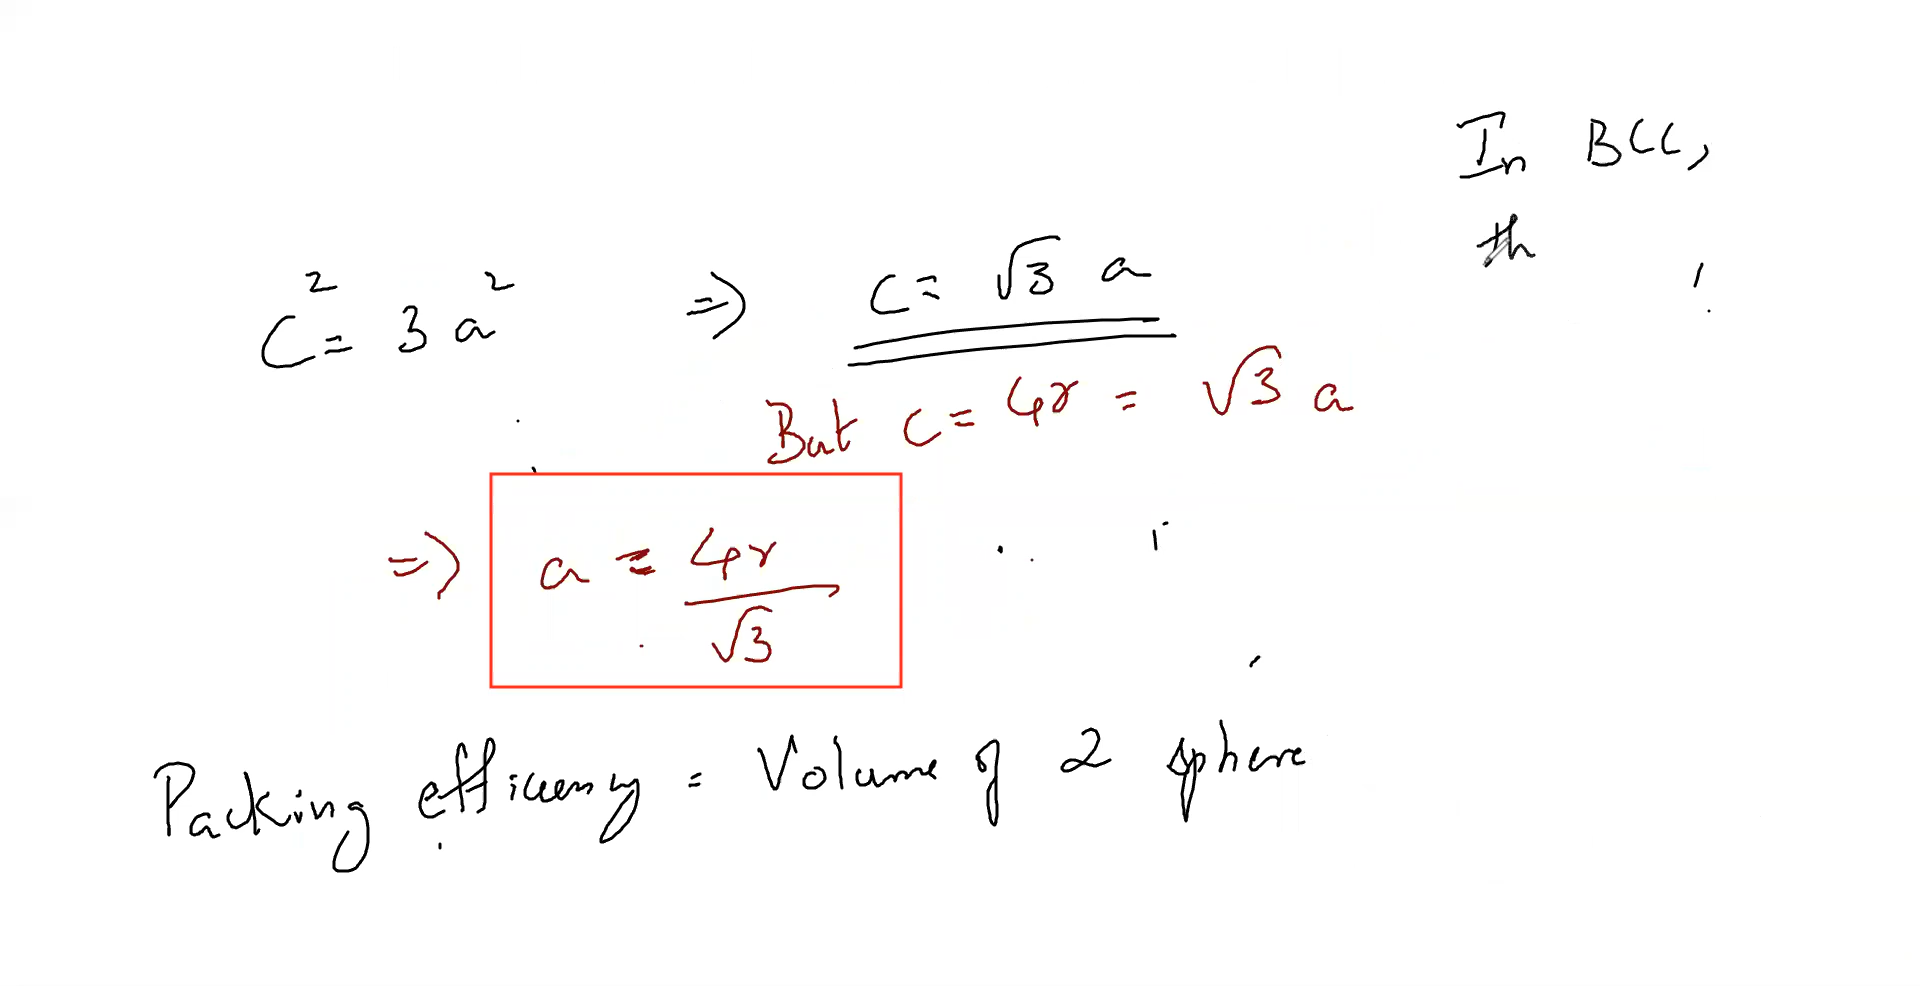 In BCC,
th
c² = 3a² ⇒ c = √3 a
But c = 4r = √3 a
⇒ a = 4r/√3
Packing efficiency = Volume of 2 sphere